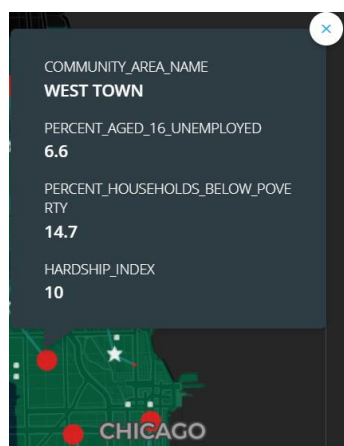 COMMUNITY_AREA_NAME
WEST TOWN
PERCENT_AGED_16_UNEMPLOYED
6.6
PERCENT_HOUSEHOLDS_BELOW_POVE
RTY
14.7
HARDSHIP_INDEX
10
CHICAGO